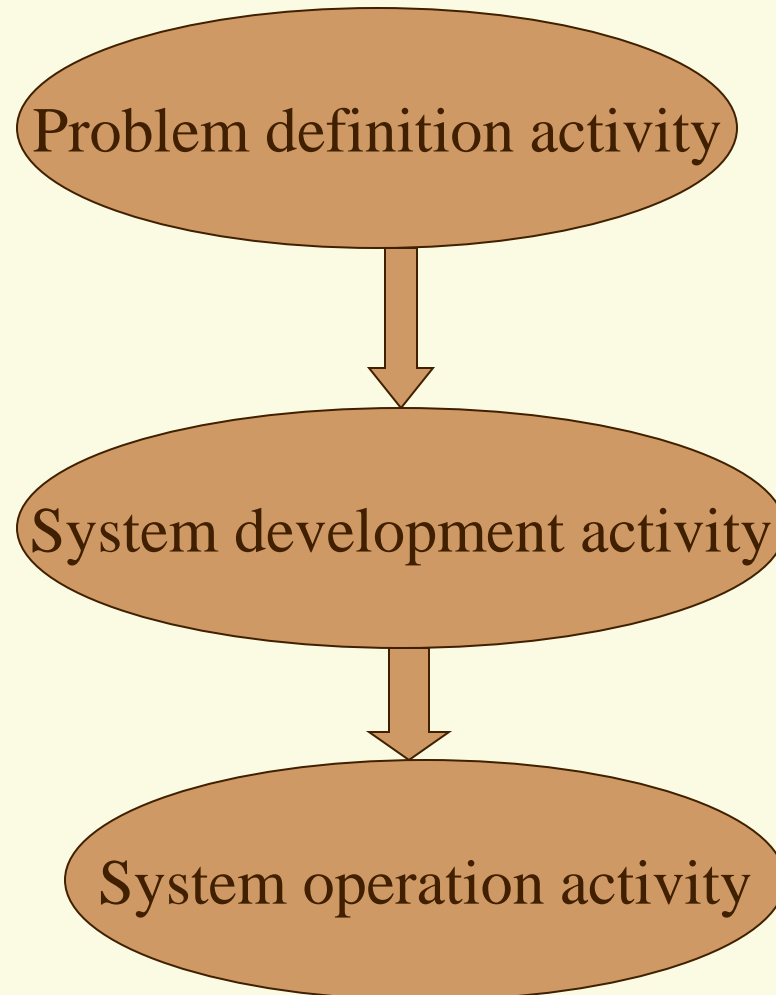 Problem definition activity
System development activity
System operation activity